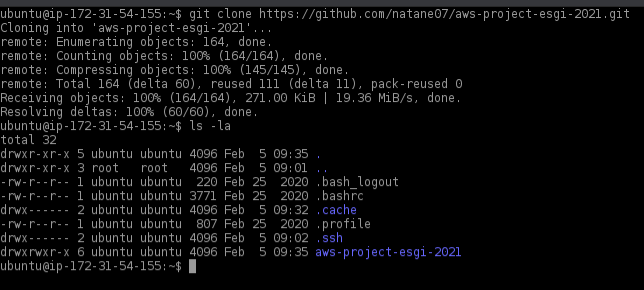 ubuntu@ip-172-31-54-155:~$ git clone https://github.com/natane07/aws-project-esgi-2021.git
Cloning into 'aws-project-esgi-2021'...
remote: Enumerating objects: 164, done.
remote: Counting objects: 100% (164/164), done.
remote: Compressing objects: 100% (145/145), done.
remote: Total 164 (delta 60), reused 111 (delta 11), pack-reused 0
Receiving objects: 100% (164/164), 271.00 KiB | 19.36 MiB/s, done.
Resolving deltas: 100% (60/60), done.
ubuntu@ip-172-31-54-155:~$ ls -la
total 32
drwxr-xr-x 5 ubuntu ubuntu 4096 Feb  5 09:35 .
drwxr-xr-x 3 root   root   4096 Feb  5 09:01 ..
-rw-r--r-- 1 ubuntu ubuntu  220 Feb 25  2020 .bash_logout
-rw-r--r-- 1 ubuntu ubuntu 3771 Feb 25  2020 .bashrc
drwx------ 2 ubuntu ubuntu 4096 Feb  5 09:32 .cache
-rw-r--r-- 1 ubuntu ubuntu  807 Feb 25  2020 .profile
drwx------ 2 ubuntu ubuntu 4096 Feb  5 09:02 .ssh
drwxrwxr-x 6 ubuntu ubuntu 4096 Feb  5 09:35 aws-project-esgi-2021
ubuntu@ip-172-31-54-155:~$